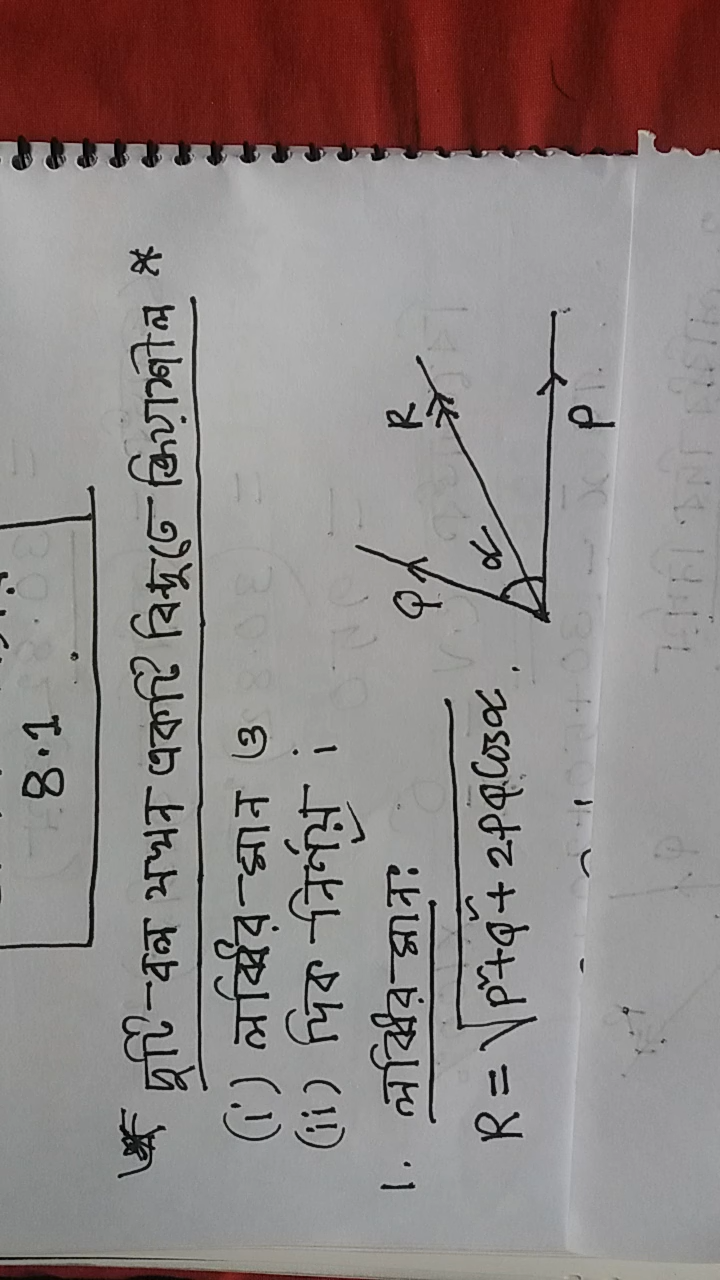 8.1
* দুটি বল যখন একটি বিন্দুতে ক্রিয়াশীল *
(i) লব্ধির মান ও
(ii) দিক নির্ণয় ;
1. লব্ধির মান:
R = √P²+Q²+2PQCosα .
Q
R
α
P